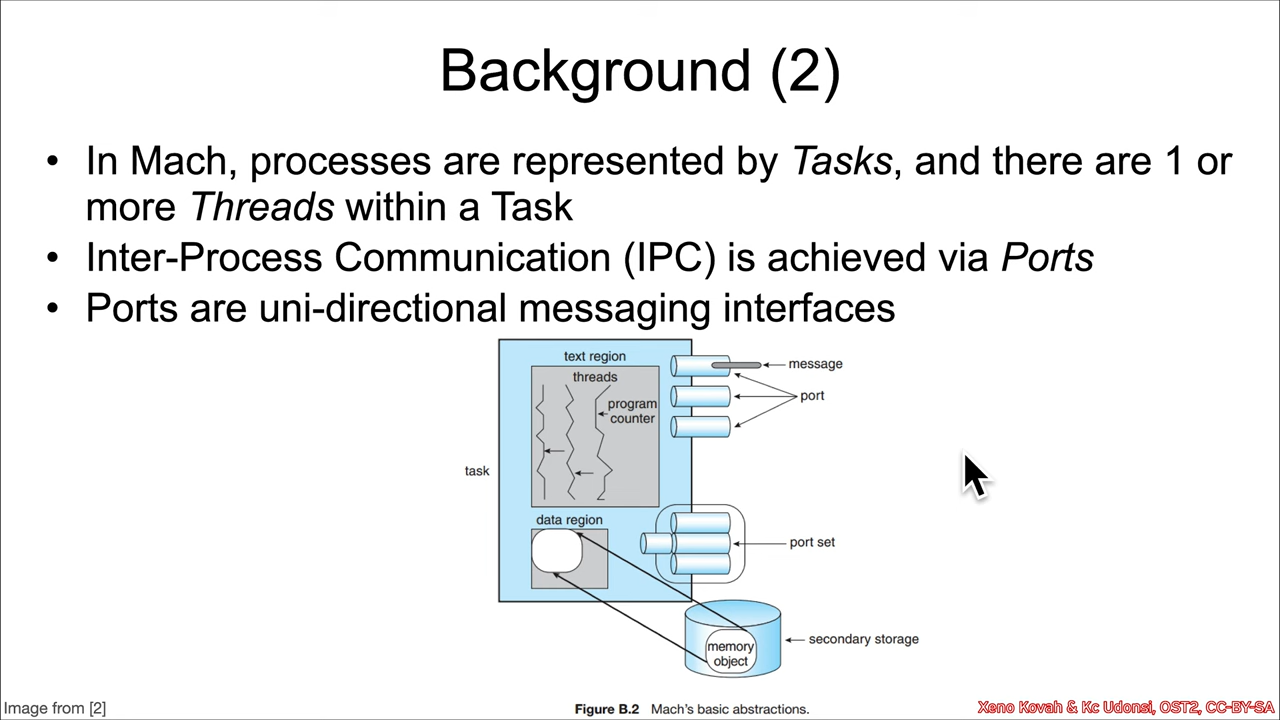 Background (2)
• In Mach, processes are represented by Tasks, and there are 1 or
more Threads within a Task
• Inter-Process Communication (IPC) is achieved via Ports
• Ports are uni-directional messaging interfaces
text region
message
threads
program
counter
port
task
data region
port set
secondary storage
memory
object
Image from [2]
Figure B.2 Mach's basic abstractions.
Xeno Kovah & Kc Udonsi, OST2, CC-BY-SA